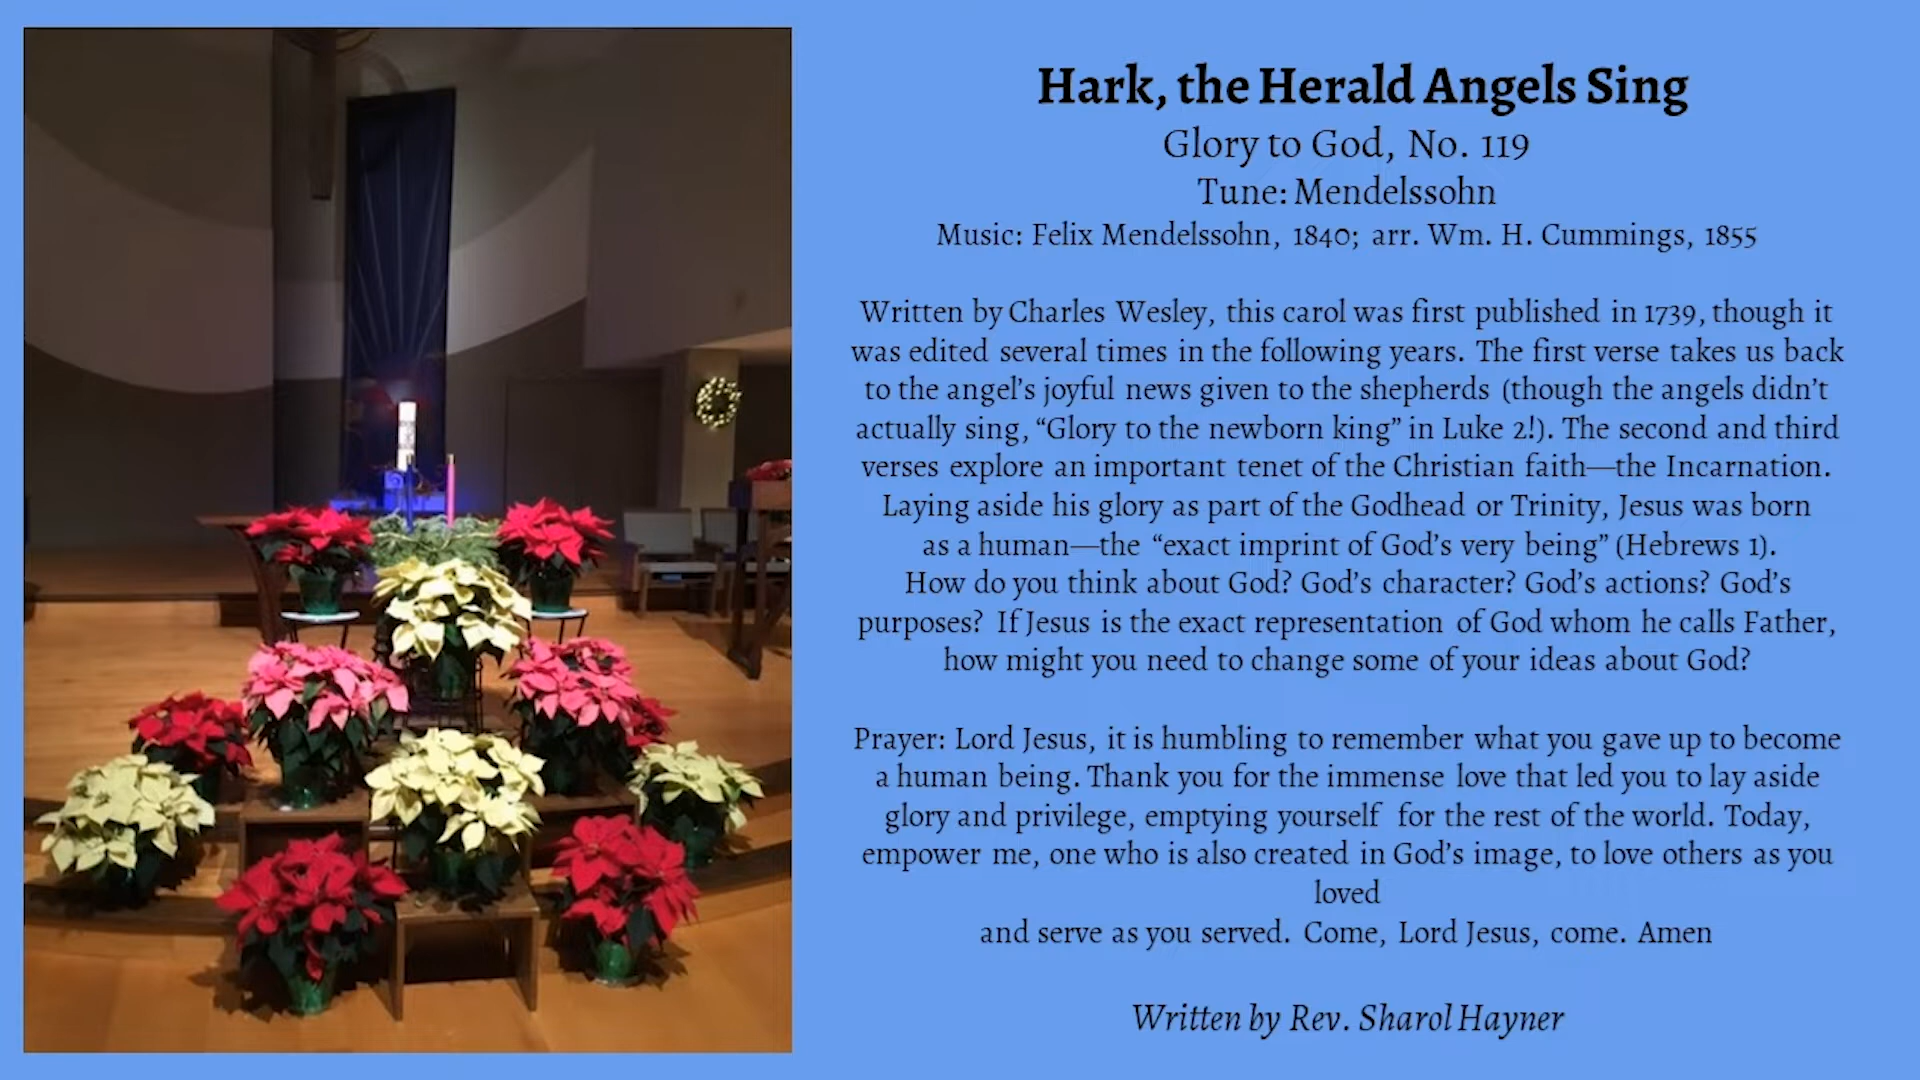 Hark, the Herald Angels Sing
Glory to God, No. 119
Tune: Mendelssohn
Music: Felix Mendelssohn, 1840; arr. Wm. H. Cummings, 1855
Written by Charles Wesley, this carol was first published in 1739, though it
was edited several times in the following years. The first verse takes us back
to the angel’s joyful news given to the shepherds (though the angels didn’t
actually sing, “Glory to the newborn king” in Luke 2!). The second and third
verses explore an important tenet of the Christian faith—the Incarnation.
Laying aside his glory as part of the Godhead or Trinity, Jesus was born
as a human—the “exact imprint of God’s very being” (Hebrews 1).
How do you think about God? God’s character? God’s actions? God’s
purposes? If Jesus is the exact representation of God whom he calls Father,
how might you need to change some of your ideas about God?
Prayer: Lord Jesus, it is humbling to remember what you gave up to become
a human being. Thank you for the immense love that led you to lay aside
glory and privilege, emptying yourself for the rest of the world. Today,
empower me, one who is also created in God’s image, to love others as you
loved
and serve as you served. Come, Lord Jesus, come. Amen
Written by Rev. Sharol Hayner